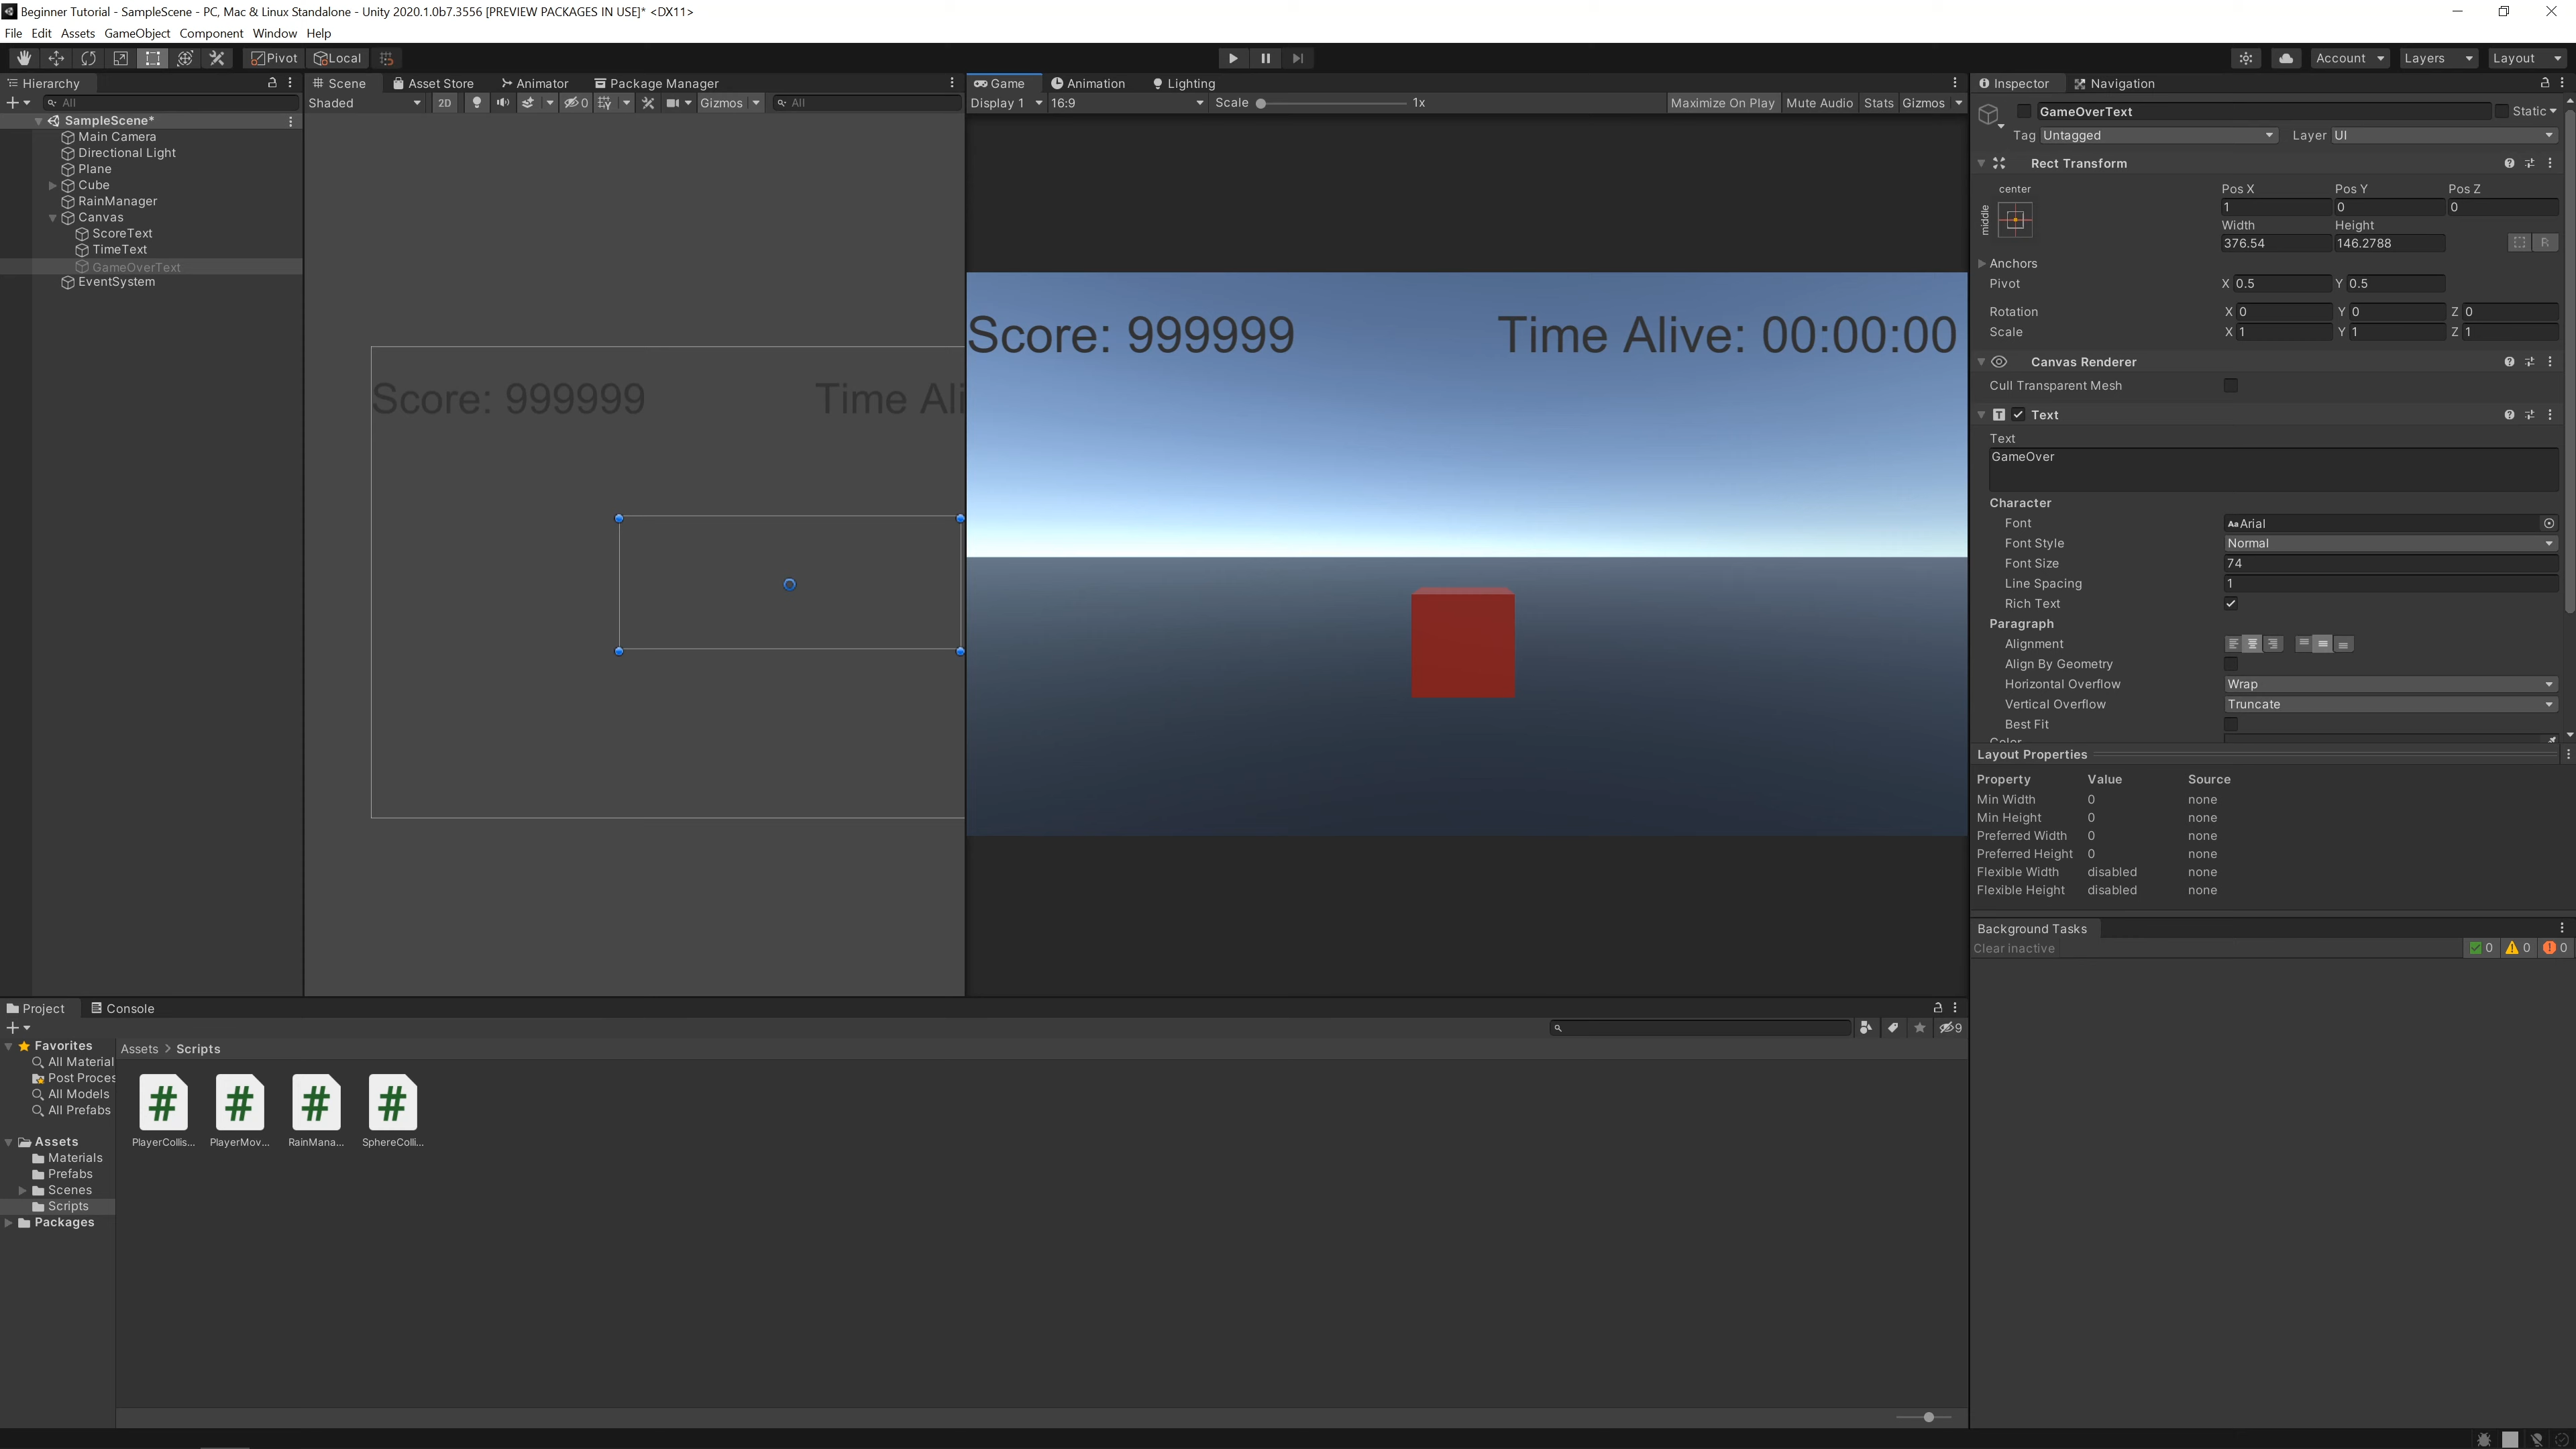 Beginner Tutorial - SampleScene - PC, Mac & Linux Standalone - Unity 2020.1.0b7.3556 [PREVIEW PACKAGES IN USE]* <DX11>
File Edit Assets GameObject Component Window Help
Pivot Local Account Layers Layout
Hierarchy
All
SampleScene*
Main Camera
Directional Light
Plane
Cube
RainManager
Canvas
ScoreText
TimeText
GameOverText
EventSystem
Scene Asset Store Animator Package Manager
Shaded 2D 0 Gizmos All
Score: 999999 Time Ali
Game Animation Lighting
Display 1 16:9 Scale 1x Maximize On Play Mute Audio Stats Gizmos
Score: 999999 Time Alive: 00:00:00
Inspector Navigation
GameOverText Static
Tag Untagged Layer UI
Rect Transform
center
middle
Pos X Pos Y Pos Z
1 0 0
Width Height
376.54 146.2788 R
Anchors
Pivot X 0.5 Y 0.5
Rotation X 0 Y 0 Z 0
Scale X 1 Y 1 Z 1
Canvas Renderer
Cull Transparent Mesh
T Text
Text
GameOver
Character
Font Aa Arial
Font Style Normal
Font Size 74
Line Spacing 1
Rich Text
Paragraph
Alignment
Align By Geometry
Horizontal Overflow Wrap
Vertical Overflow Truncate
Best Fit
Color
Layout Properties
Property Value Source
Min Width 0 none
Min Height 0 none
Preferred Width 0 none
Preferred Height 0 none
Flexible Width disabled none
Flexible Height disabled none
Background Tasks
Clear inactive 0 0 0
Project Console
9
Favorites
All Material
Post Proces
All Models
All Prefabs
Assets
Materials
Prefabs
Scenes
Scripts
Packages
Assets > Scripts
# # # #
PlayerCollis... PlayerMov... RainMana... SphereColli...